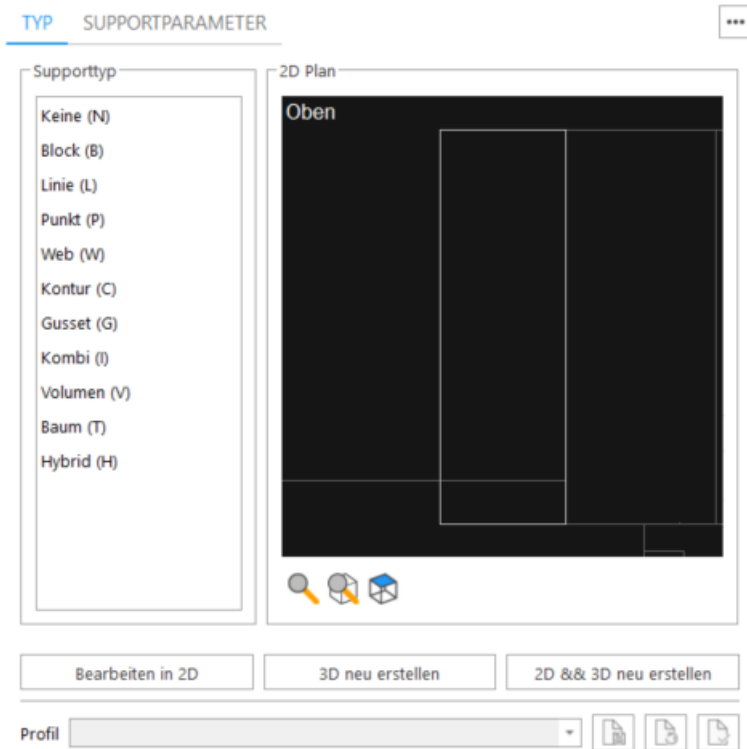 TYP SUPPORTPARAMETER
Supporttyp
Keine (N)
Block (B)
Linie (L)
Punkt (P)
Web (W)
Kontur (C)
Gusset (G)
Kombi (I)
Volumen (V)
Baum (T)
Hybrid (H)
2D Plan
Oben
Bearbeiten in 2D
3D neu erstellen
2D && 3D neu erstellen
Profil